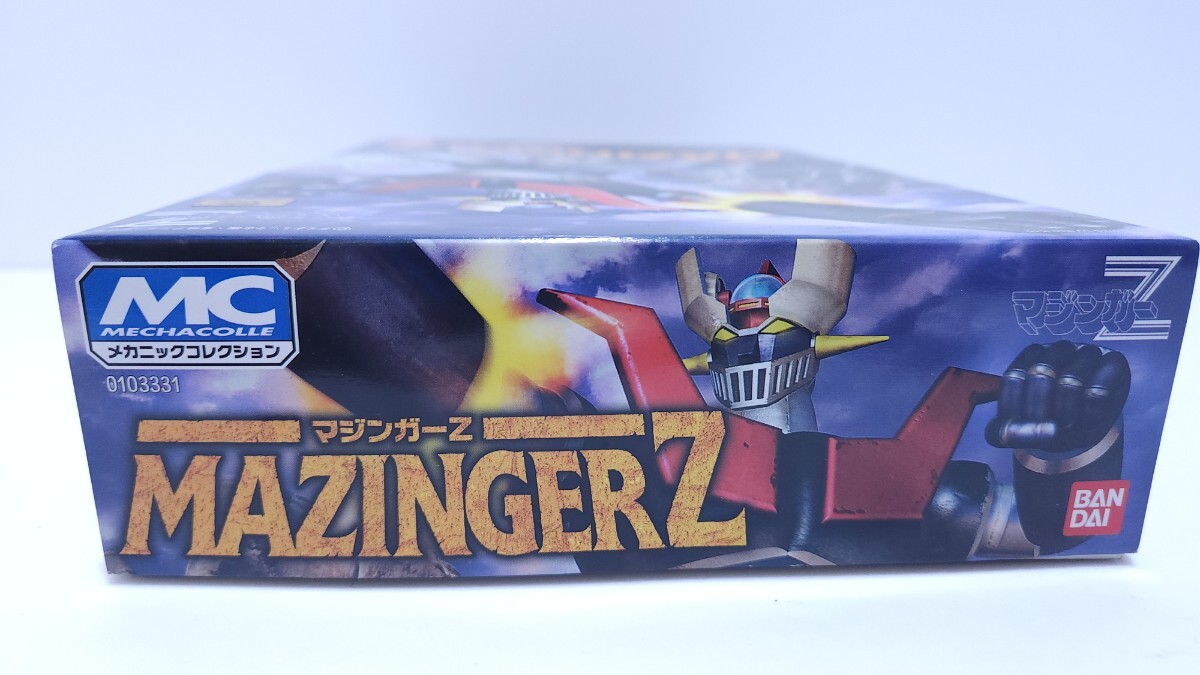 MC
MECHACOLLE
メカニックコレクション
0103331
マジンガーZ
MAZINGER Z
マジンガーZ
BAN
DAI